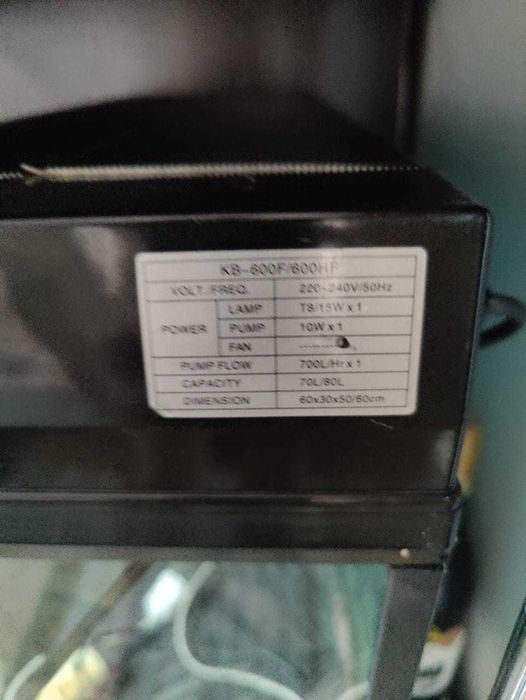 KB-600F/600HF
VOLT./FREQ. 220-240V/50Hz
POWER LAMP T8/15W x 1
PUMP 10W x 1
FAN ..........
PUMP FLOW 700L/Hr x 1
CAPACITY 70L/80L
DIMENSION 60x30x50/60cm